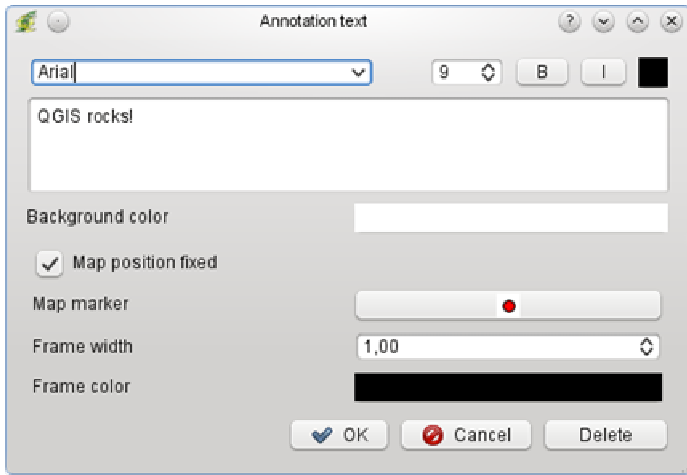 Annotation text
?
Arial
9
B
I
QGIS rocks!
Background color
Map position fixed
Map marker
Frame width
1,00
Frame color
OK
Cancel
Delete